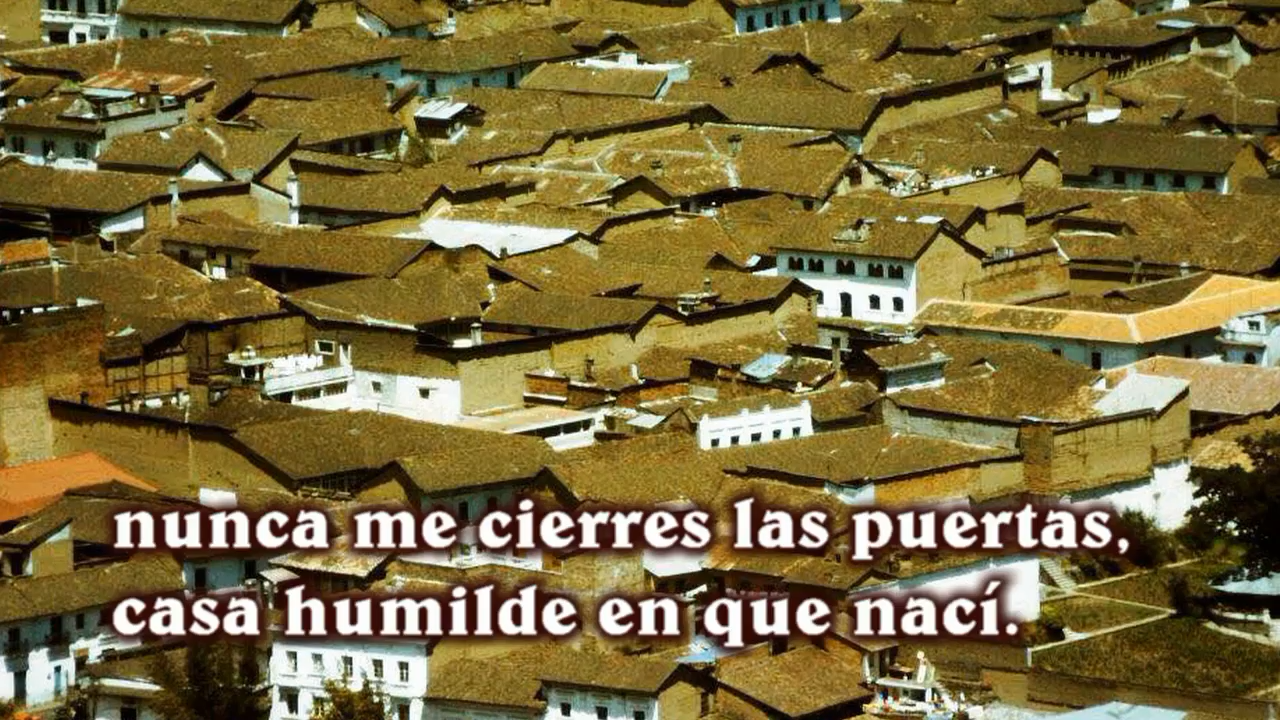 nunca me cierres las puertas,
casa humilde en que nací.